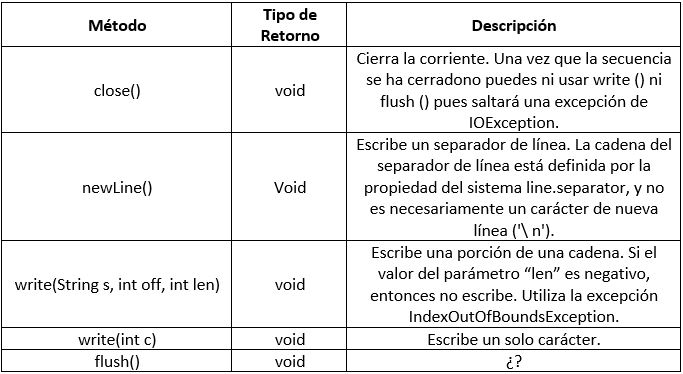 Método
Tipo de
Retorno
Descripción
close()
void
Cierra la corriente. Una vez que la secuencia
se ha cerradono puedes ni usar write () ni
flush () pues saltará una excepción de
IOException.
newLine()
Void
Escribe un separador de línea. La cadena del
separador de línea está definida por la
propiedad del sistema line.separator, y no
es necesariamente un carácter de nueva
línea ('\ n').
write(String s, int off, int len)
void
Escribe una porción de una cadena. Si el
valor del parámetro “len” es negativo,
entonces no escribe. Utiliza la excepción
IndexOutOfBoundsException.
write(int c)
void
Escribe un solo carácter.
flush()
void
¿?